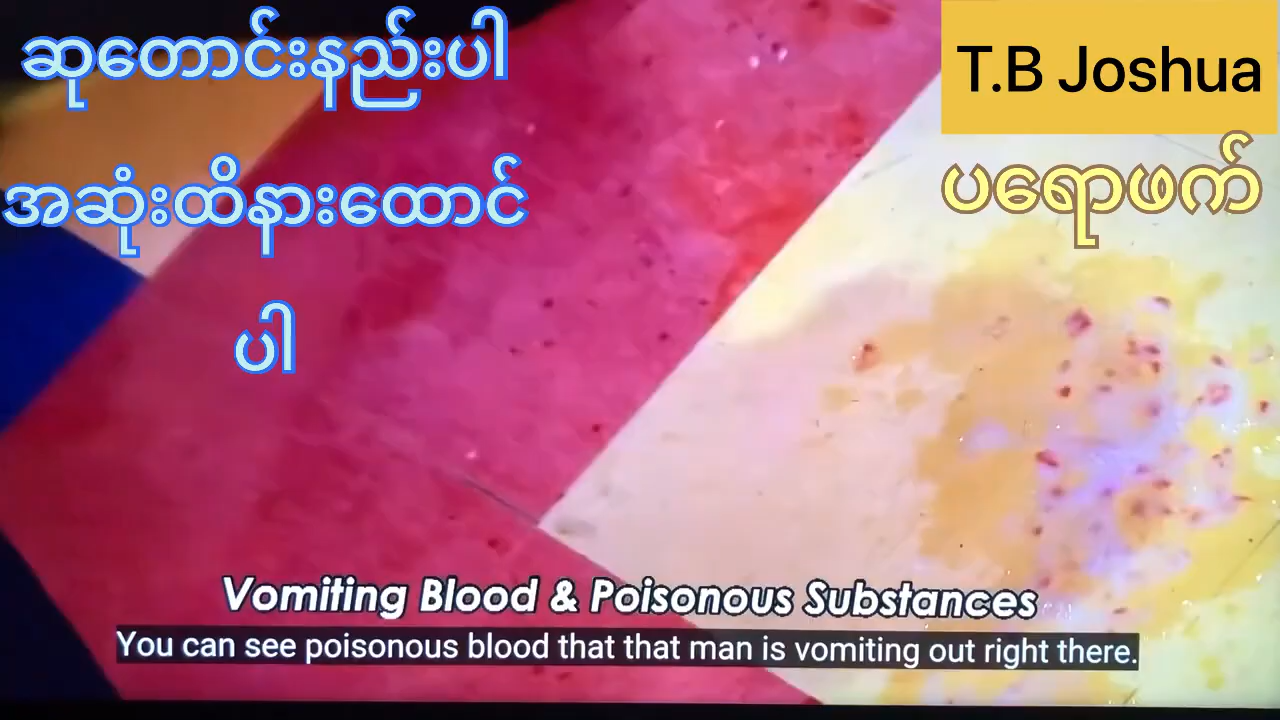 ဆုတောင်းနည်းပါ
အဆုံးထိနားထောင်
ပါ
T.B Joshua
ပရောဖက်
Vomiting Blood & Poisonous Substances
You can see poisonous blood that that man is vomiting out right there.